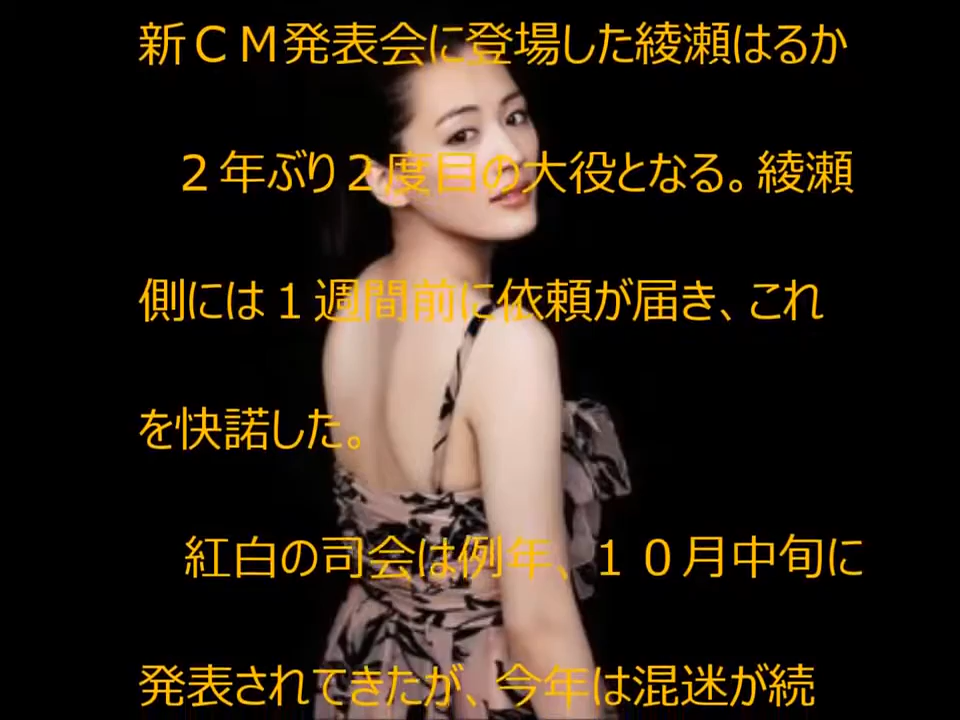 新ＣＭ発表会に登場した綾瀬はるか
２年ぶり２度目の大役となる。綾瀬
側には１週間前に依頼が届き、これ
を快諾した。
紅白の司会は例年、１０月中旬に
発表されてきたが、今年は混迷が続